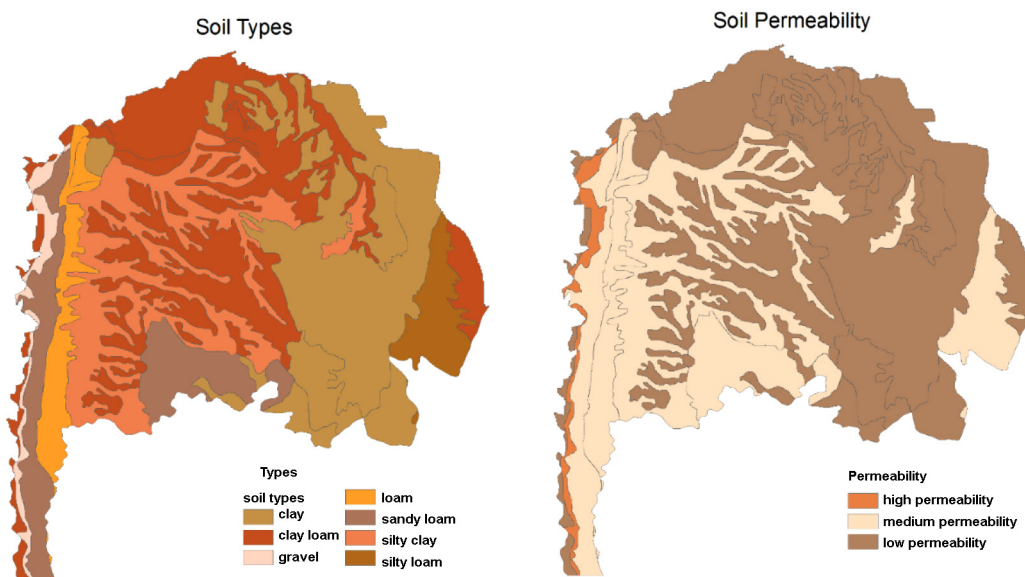 Soil Types
Soil Permeability
Types
soil types
clay
clay loam
gravel
loam
sandy loam
silty clay
silty loam
Permeability
high permeability
medium permeability
low permeability